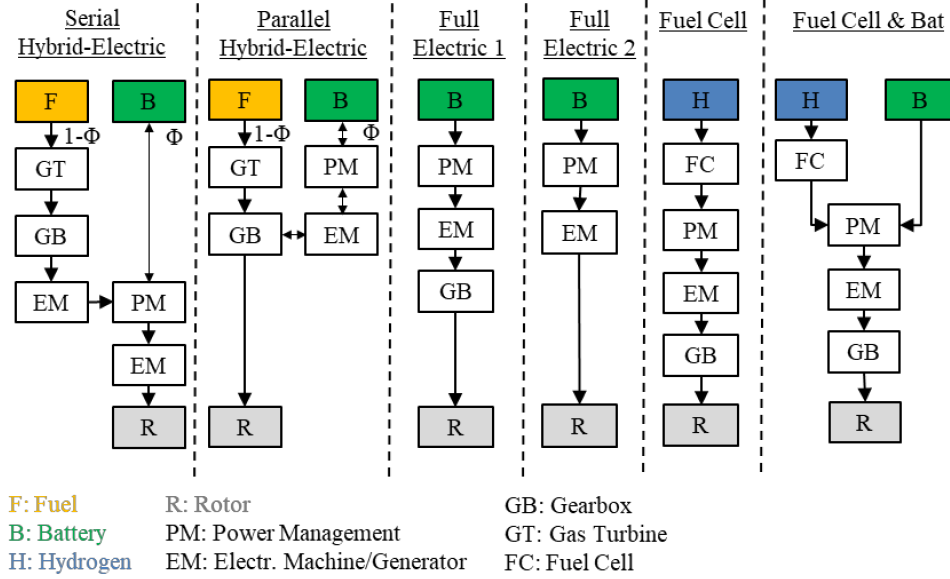 Serial
Hybrid-Electric
Parallel
Hybrid-Electric
Full
Electric 1
Full
Electric 2
Fuel Cell
Fuel Cell & Bat
F
B
1-Φ
Φ
GT
GB
EM
PM
EM
R
F
B
1-Φ
Φ
GT
PM
GB
EM
R
B
PM
EM
GB
R
B
PM
EM
R
H
FC
PM
EM
GB
R
H
B
FC
PM
EM
GB
R
F: Fuel
B: Battery
H: Hydrogen
R: Rotor
PM: Power Management
EM: Electr. Machine/Generator
GB: Gearbox
GT: Gas Turbine
FC: Fuel Cell